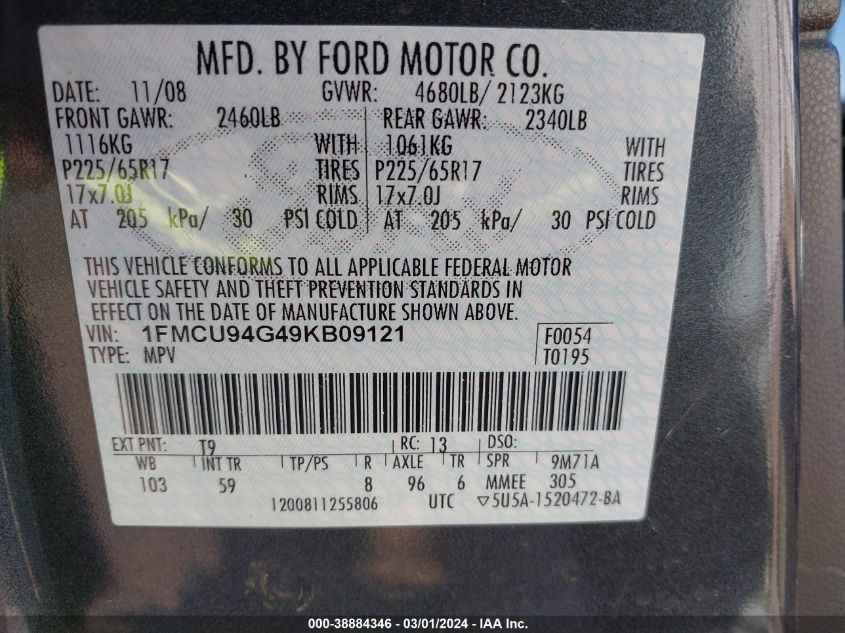 MFD. BY FORD MOTOR CO.
DATE: 11/08 GVWR: 4680LB/ 2123KG
FRONT GAWR: 2460LB REAR GAWR: 2340LB
1116KG WITH 1061KG WITH
P225/65R17 TIRES P225/65R17 TIRES
17x7.0J RIMS 17x7.0J RIMS
AT 205 kPa/ 30 PSI COLD AT 205 kPa/ 30 PSI COLD
THIS VEHICLE CONFORMS TO ALL APPLICABLE FEDERAL MOTOR
VEHICLE SAFETY AND THEFT PREVENTION STANDARDS IN
EFFECT ON THE DATE OF MANUFACTURE SHOWN ABOVE.
VIN: 1FMCU94G49KB09121 F0054
TYPE: MPV T0195
EXT PNT: T9 RC: 13 DSO:
WB INT TR TP/PS R AXLE TR SPR 9M71A
103 59 8 96 6 MMEE 305
1200811255806 UTC ▽5U5A-1520472-BA
000-38884346 - 03/01/2024 - IAA Inc.